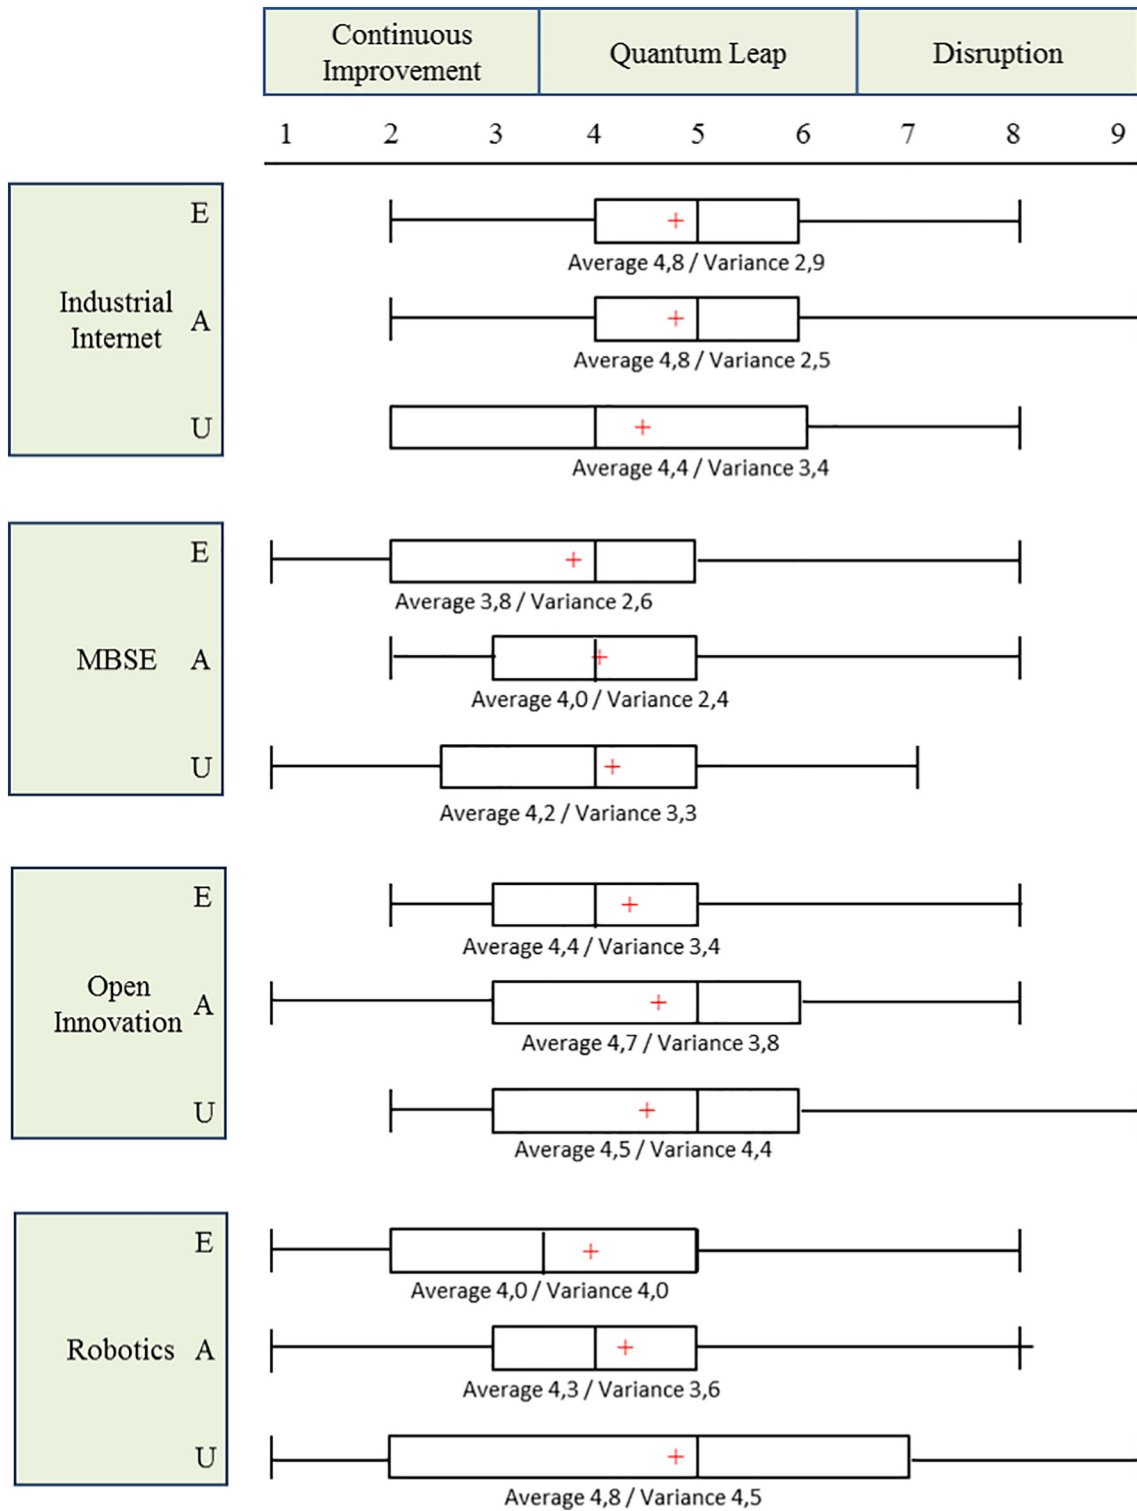 Continuous
Improvement
Quantum Leap
Disruption
1 2 3 4 5 6 7 8 9
Industrial
Internet
E
Average 4,8 / Variance 2,9
A
Average 4,8 / Variance 2,5
U
Average 4,4 / Variance 3,4
MBSE
E
Average 3,8 / Variance 2,6
A
Average 4,0 / Variance 2,4
U
Average 4,2 / Variance 3,3
Open
Innovation
E
Average 4,4 / Variance 3,4
A
Average 4,7 / Variance 3,8
U
Average 4,5 / Variance 4,4
Robotics
E
Average 4,0 / Variance 4,0
A
Average 4,3 / Variance 3,6
U
Average 4,8 / Variance 4,5